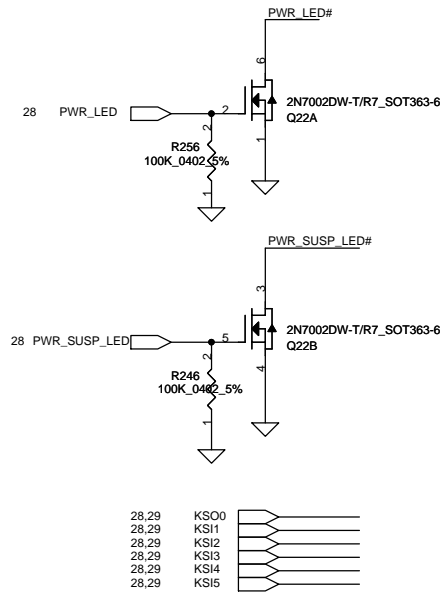 PWR_LED#
6
28 PWR_LED
2
2N7002DW-T/R7_SOT363-6
Q22A
2
R256
100K_0402_5%
1
1
PWR_SUSP_LED#
3
28 PWR_SUSP_LED
5
2N7002DW-T/R7_SOT363-6
Q22B
2
R246
100K_0402_5%
4
1
28,29 KSO0
28,29 KSI1
28,29 KSI2
28,29 KSI3
28,29 KSI4
28,29 KSI5